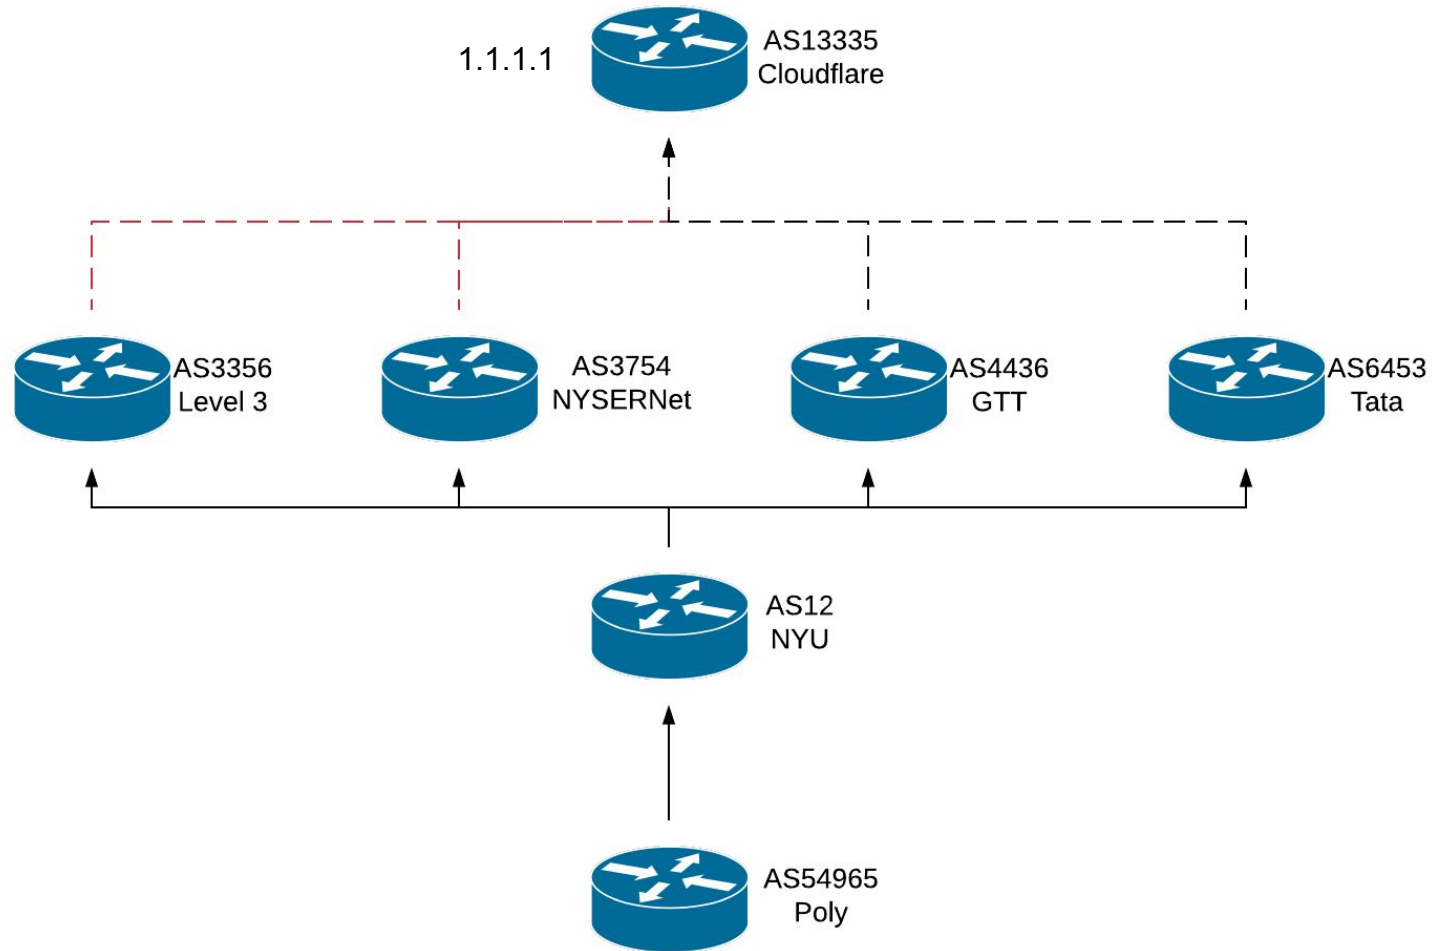 1.1.1.1
AS13335
Cloudflare
AS3356
Level 3
AS3754
NYSERNet
AS4436
GTT
AS6453
Tata
AS12
NYU
AS54965
Poly